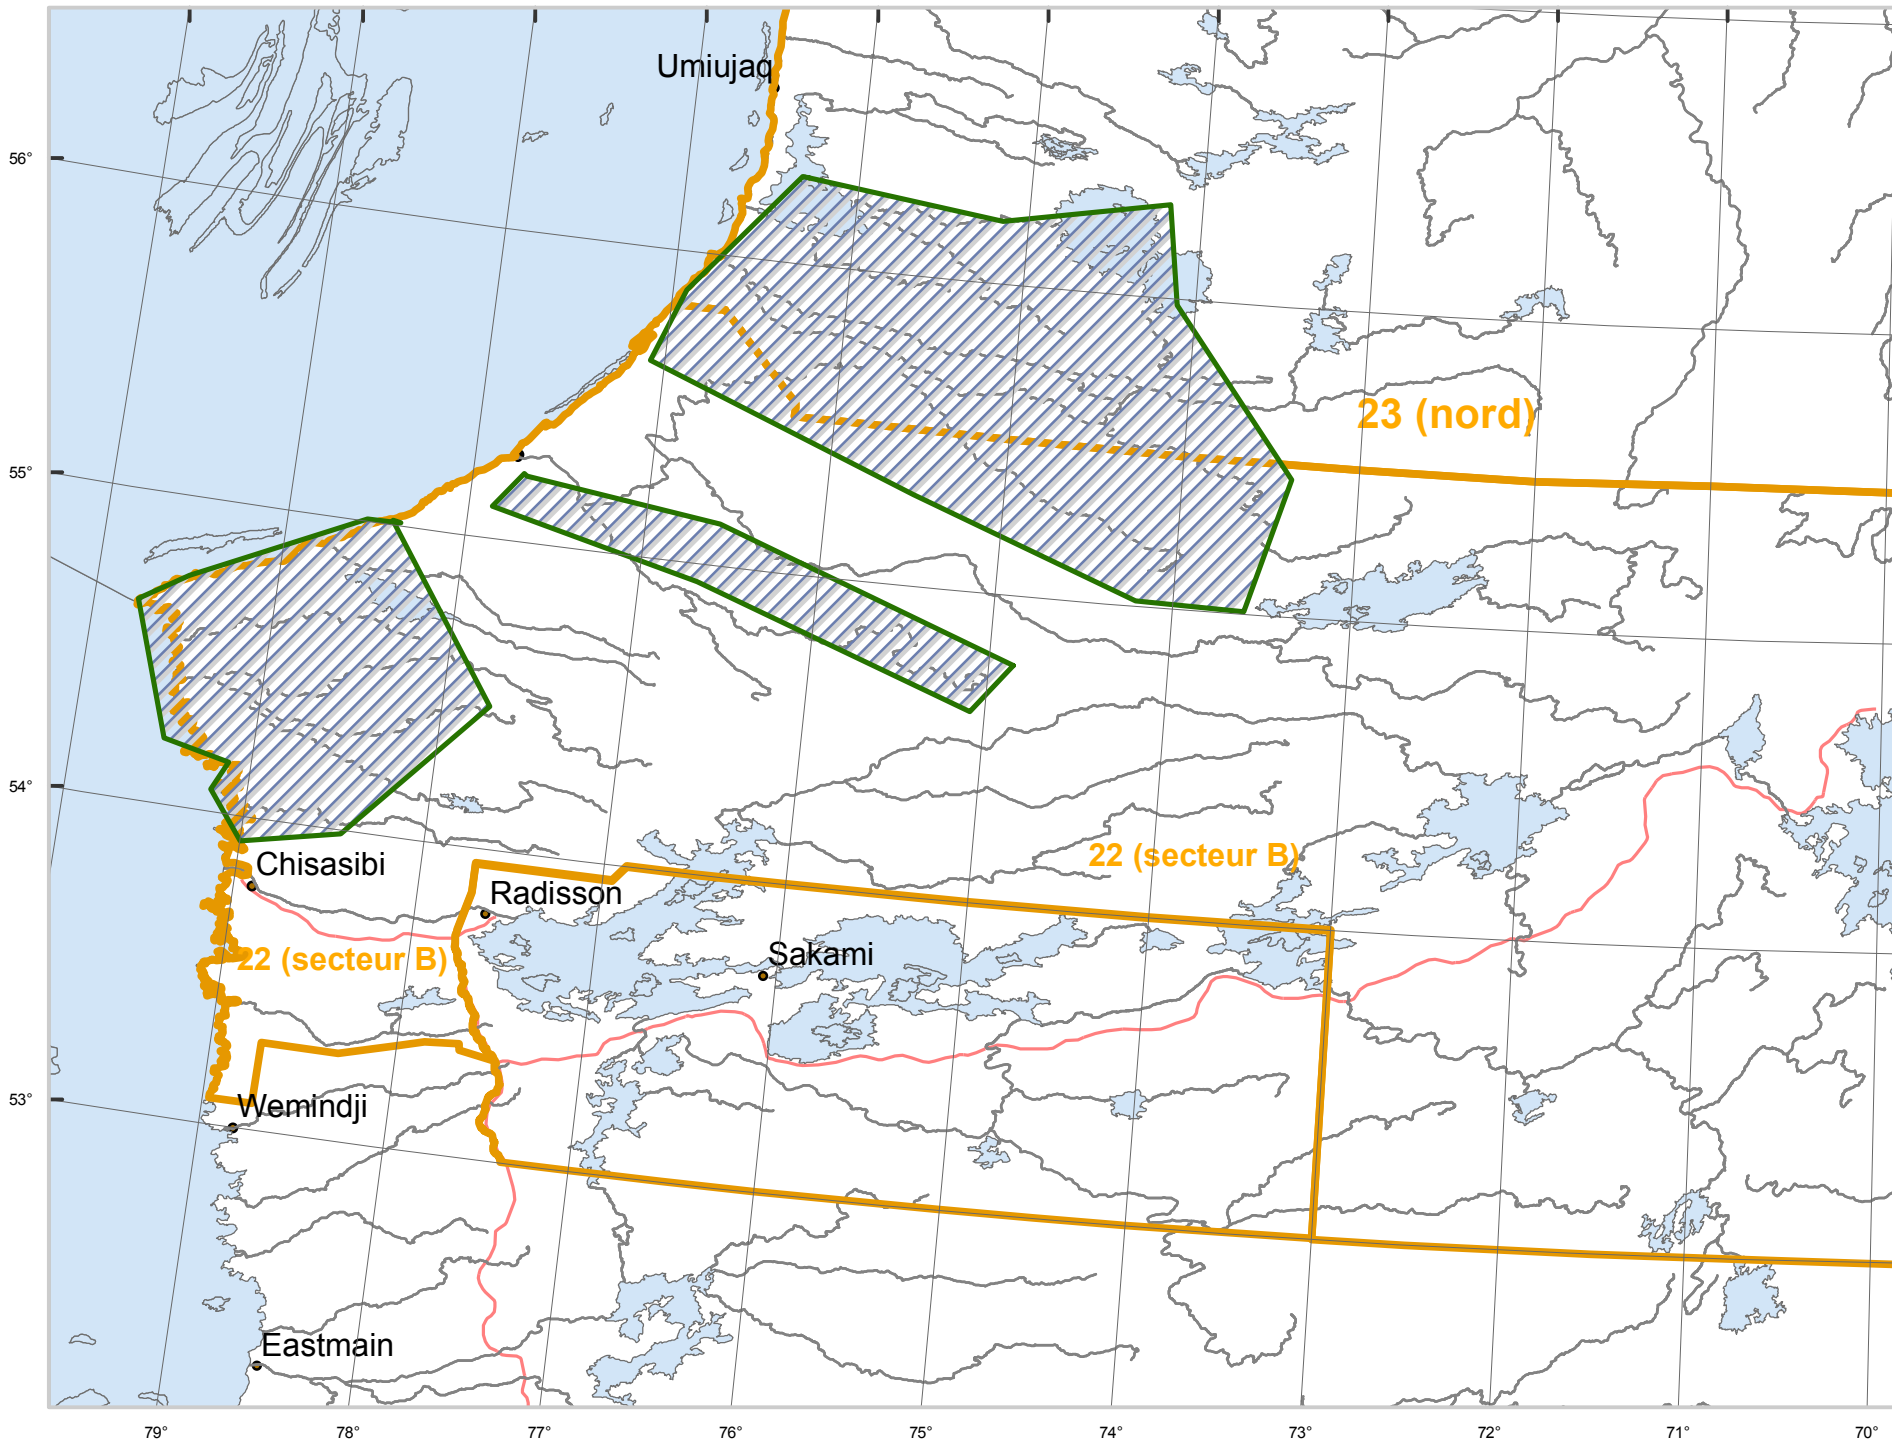 Umiujaq
56°
23 (nord)
55°
54°
22 (secteur B)
Chisasibi
Radisson
Sakami
22 (secteur B)
53°
Wemindji
Eastmain
79°
78°
77°
76°
75°
74°
73°
72°
71°
70°